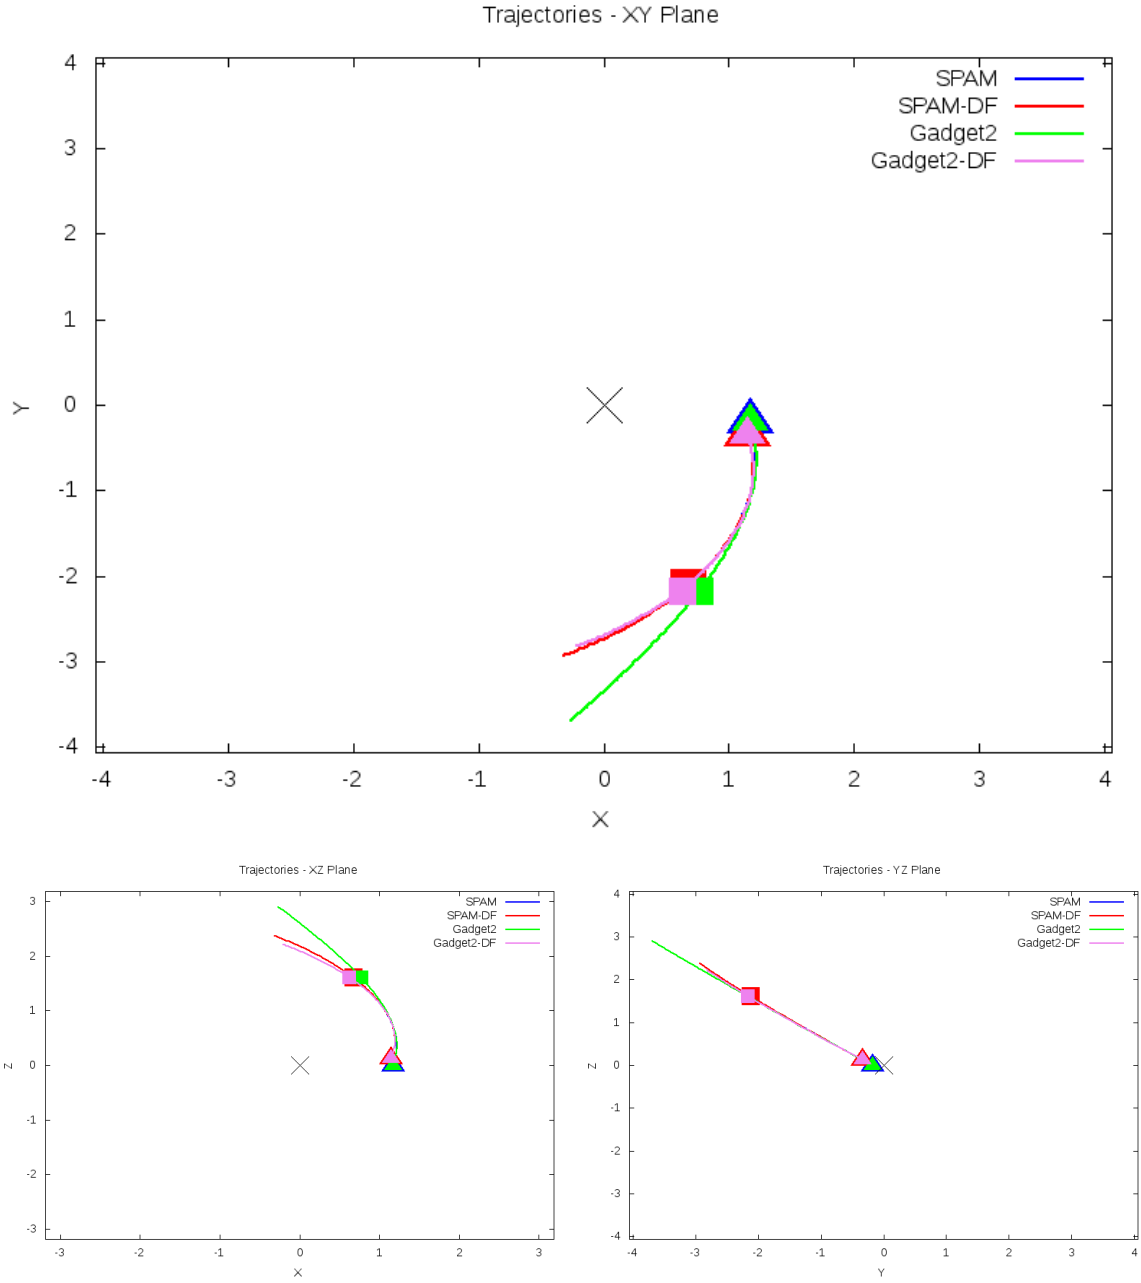 Trajectories - XY Plane
SPAM
SPAM-DF
Gadget2
Gadget2-DF
4
3
2
1
0
-1
-2
-3
-4
Y
-4 -3 -2 -1 0 1 2 3 4
X
Trajectories - XZ Plane
SPAM
SPAM-DF
Gadget2
Gadget2-DF
3
2
1
0
-1
-2
-3
Z
-3 -2 -1 0 1 2 3
X
Trajectories - YZ Plane
SPAM
SPAM-DF
Gadget2
Gadget2-DF
4
3
2
1
0
-1
-2
-3
-4
Z
-4 -3 -2 -1 0 1 2 3 4
Y